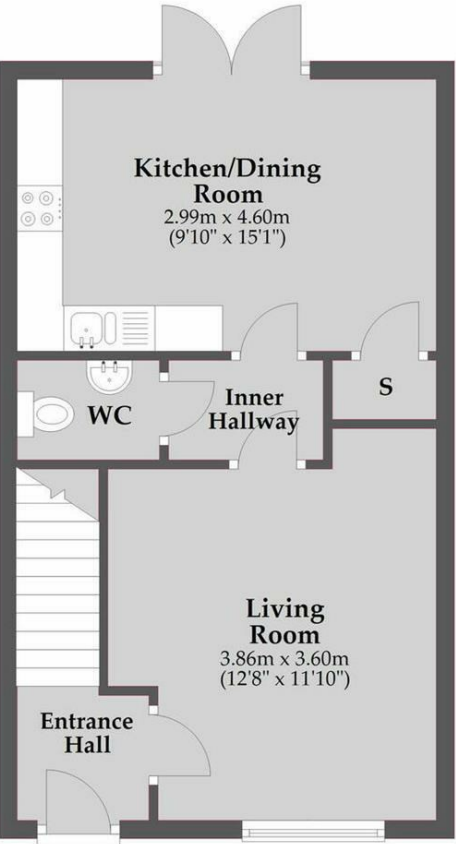 Kitchen/Dining
Room
2.99m x 4.60m
(9'10" x 15'1")
WC
Inner
Hallway
S
Living
Room
3.86m x 3.60m
(12'8" x 11'10")
Entrance
Hall